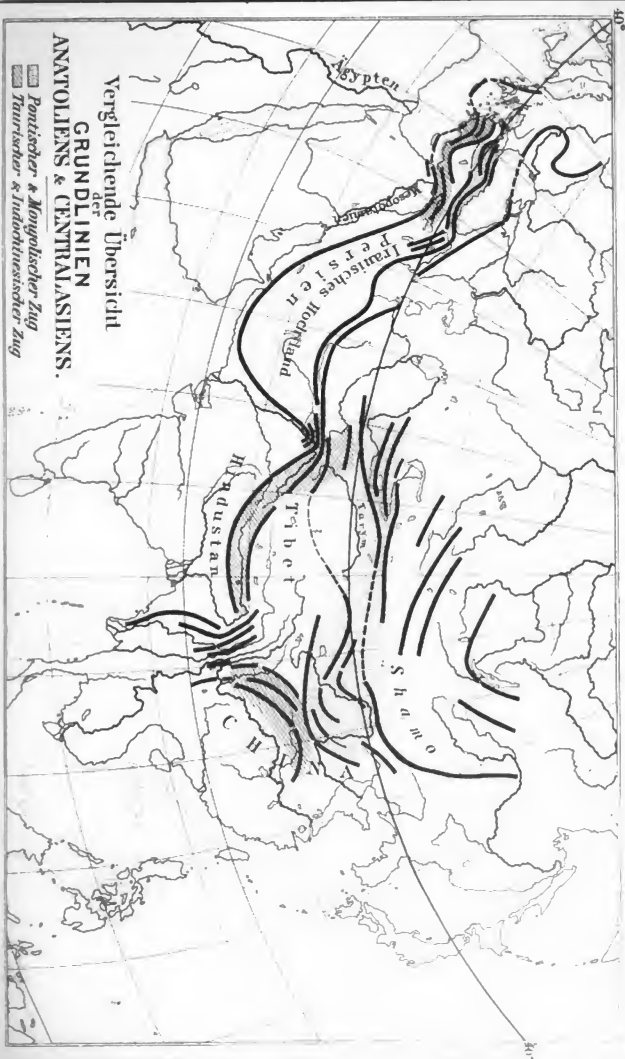 Vergleichende Übersicht
der
GRUNDLINIEN
ANATOLIENS & CENTRALASIENS.
Pontischer & Mongolischer Zug
Taurischer & Indochinesischer Zug
40°
Ägypten
Mesopotamien
Iranisches Hochland
Persien
Hindustan
Tibet
Tarym
Shamo
CHINA